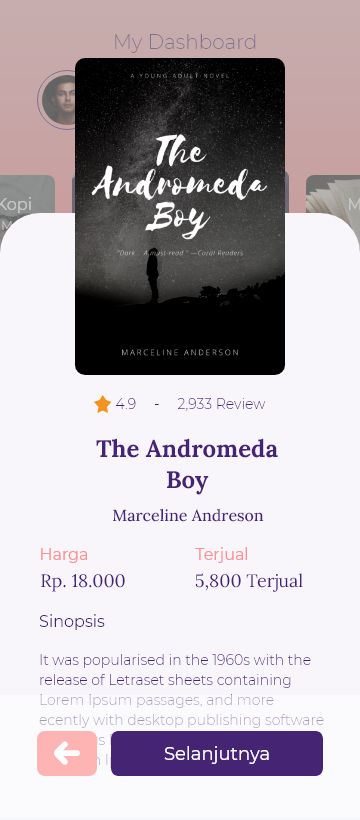 My Dashboard
A YOUNG ADULT NOVEL
The
Andromeda
Boy
Kopi
M
"Dark... A must-read." —Coral Readers
MARCELINE ANDERSON
4.9 - 2,933 Review
The Andromeda
Boy
Marceline Andreson
Harga Terjual
Rp. 18.000 5,800 Terjual
Sinopsis
It was popularised in the 1960s with the
release of Letraset sheets containing
Lorem Ipsum passages, and more
ecently with desktop publishing software
Selanjutnya